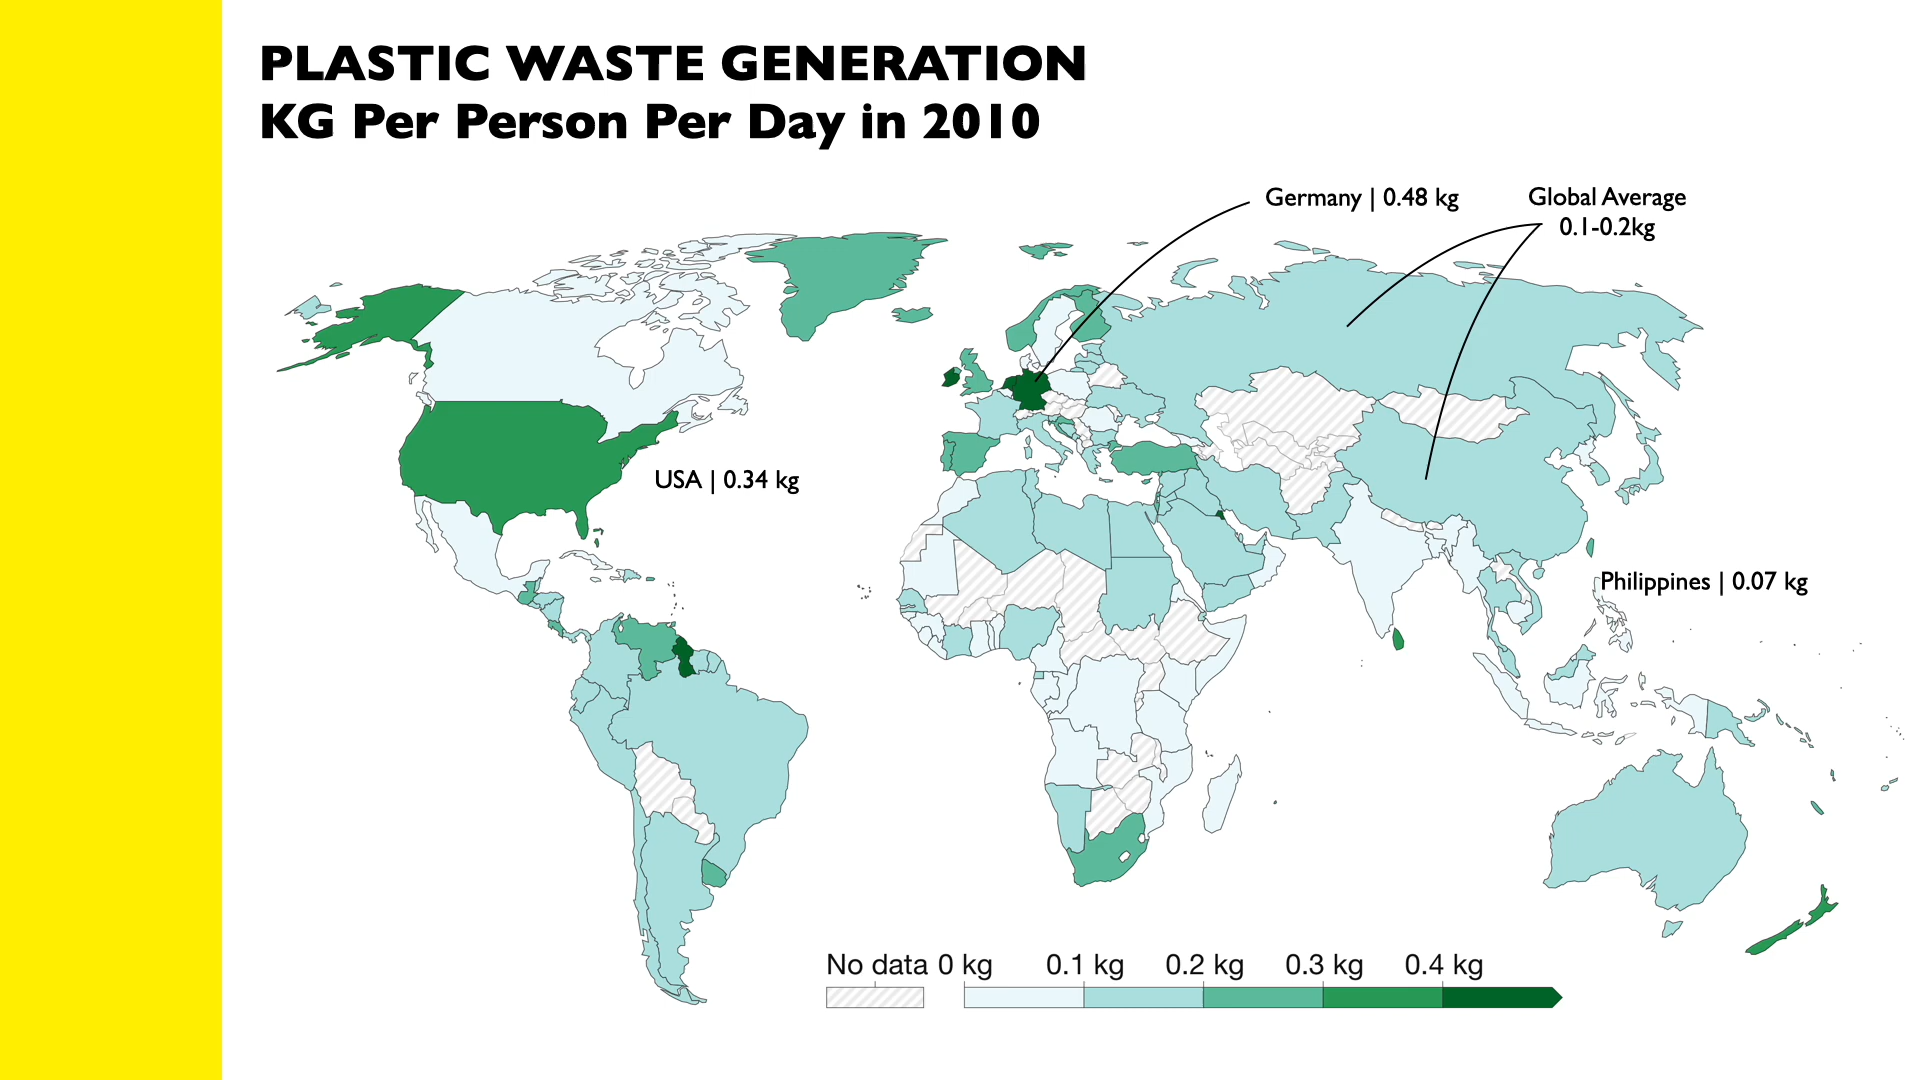 PLASTIC WASTE GENERATION
KG Per Person Per Day in 2010
Germany | 0.48 kg
Global Average
0.1-0.2kg
USA | 0.34 kg
Philippines | 0.07 kg
No data 0 kg 0.1 kg 0.2 kg 0.3 kg 0.4 kg